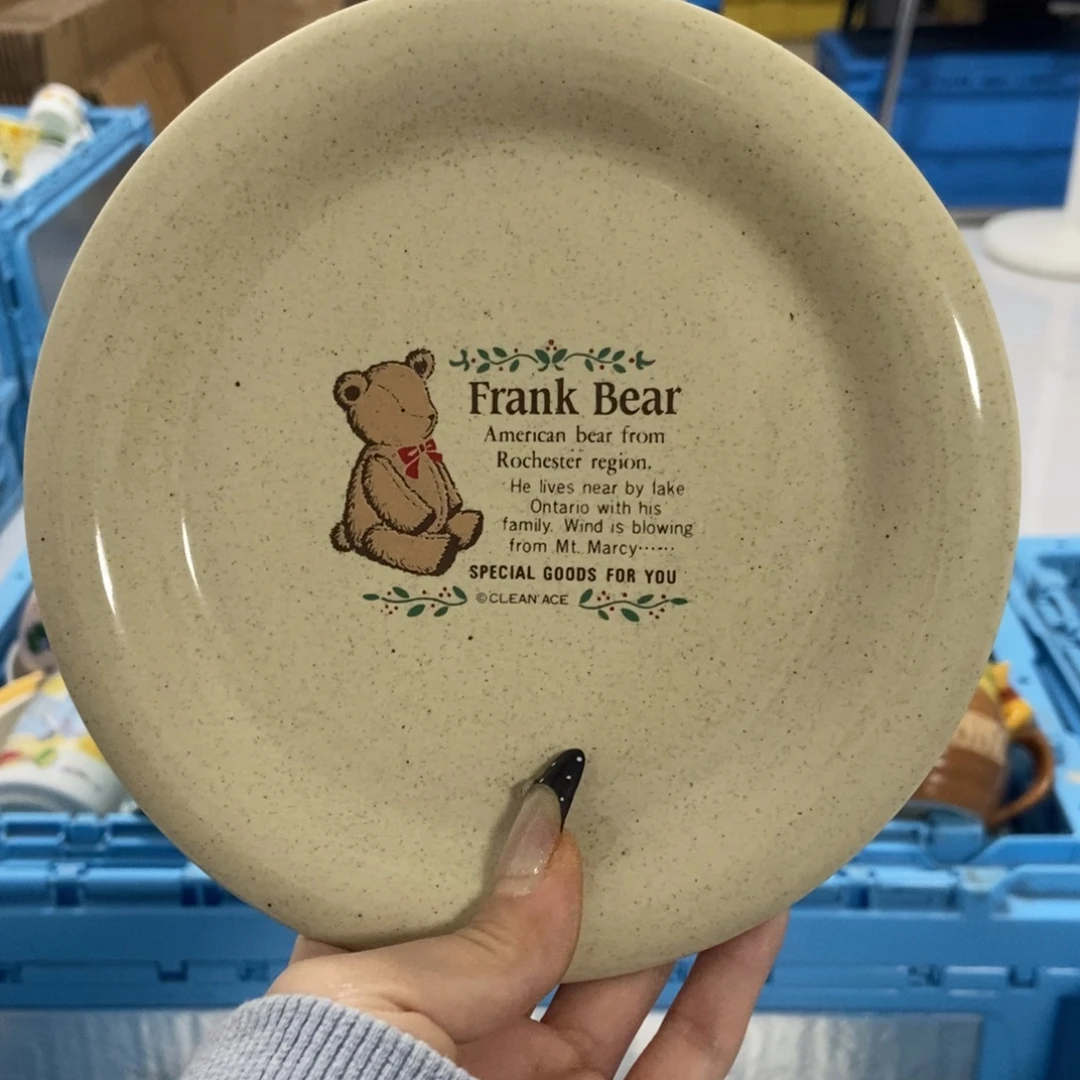 Frank Bear
American bear from
Rochester region.
He lives near by lake
Ontario with his
family. Wind is blowing
from Mt. Marcy……
SPECIAL GOODS FOR YOU
©CLEAN ACE